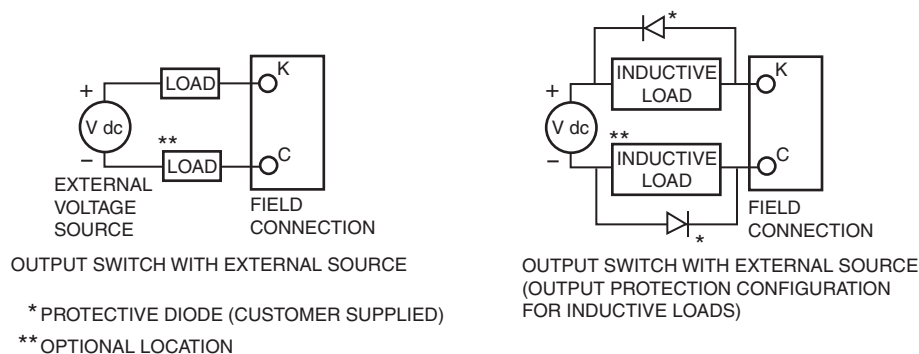 K
LOAD
+
V dc
**
–
C
LOAD
EXTERNAL
VOLTAGE
SOURCE
FIELD
CONNECTION
OUTPUT SWITCH WITH EXTERNAL SOURCE
*
INDUCTIVE
LOAD
K
+
V dc
**
–
INDUCTIVE
LOAD
C
*
FIELD
CONNECTION
OUTPUT SWITCH WITH EXTERNAL SOURCE
(OUTPUT PROTECTION CONFIGURATION
FOR INDUCTIVE LOADS)
* PROTECTIVE DIODE (CUSTOMER SUPPLIED)
** OPTIONAL LOCATION